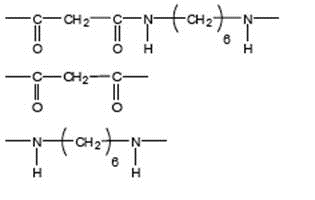 —C—CH₂—C—N—(CH₂)₆—N—
O O H H
—C—CH₂—C—
O O
—N—(CH₂)₆—N—
H H